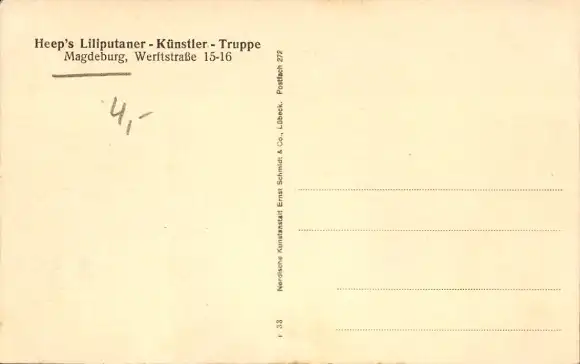 Heep's Liliputaner - Künstler - Truppe
Magdeburg, Werftstraße 15-16
4,-
Nordische Kunstanstalt Ernst Schmidt & Co., Lübeck. Postfach 272
F 33